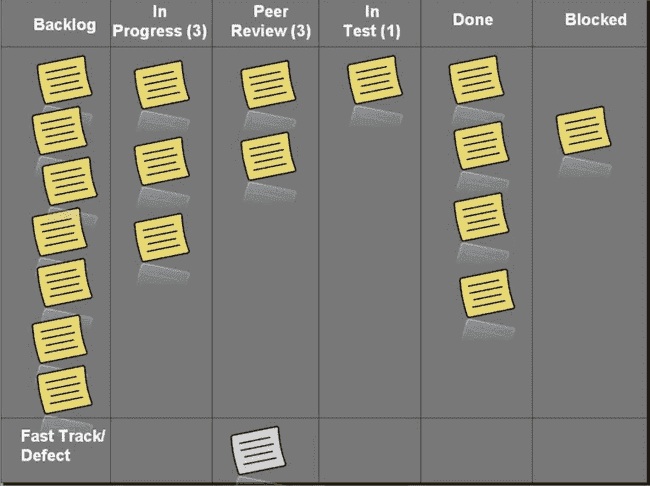 Backlog
In
Progress (3)
Peer
Review (3)
In
Test (1)
Done
Blocked
Fast Track/
Defect